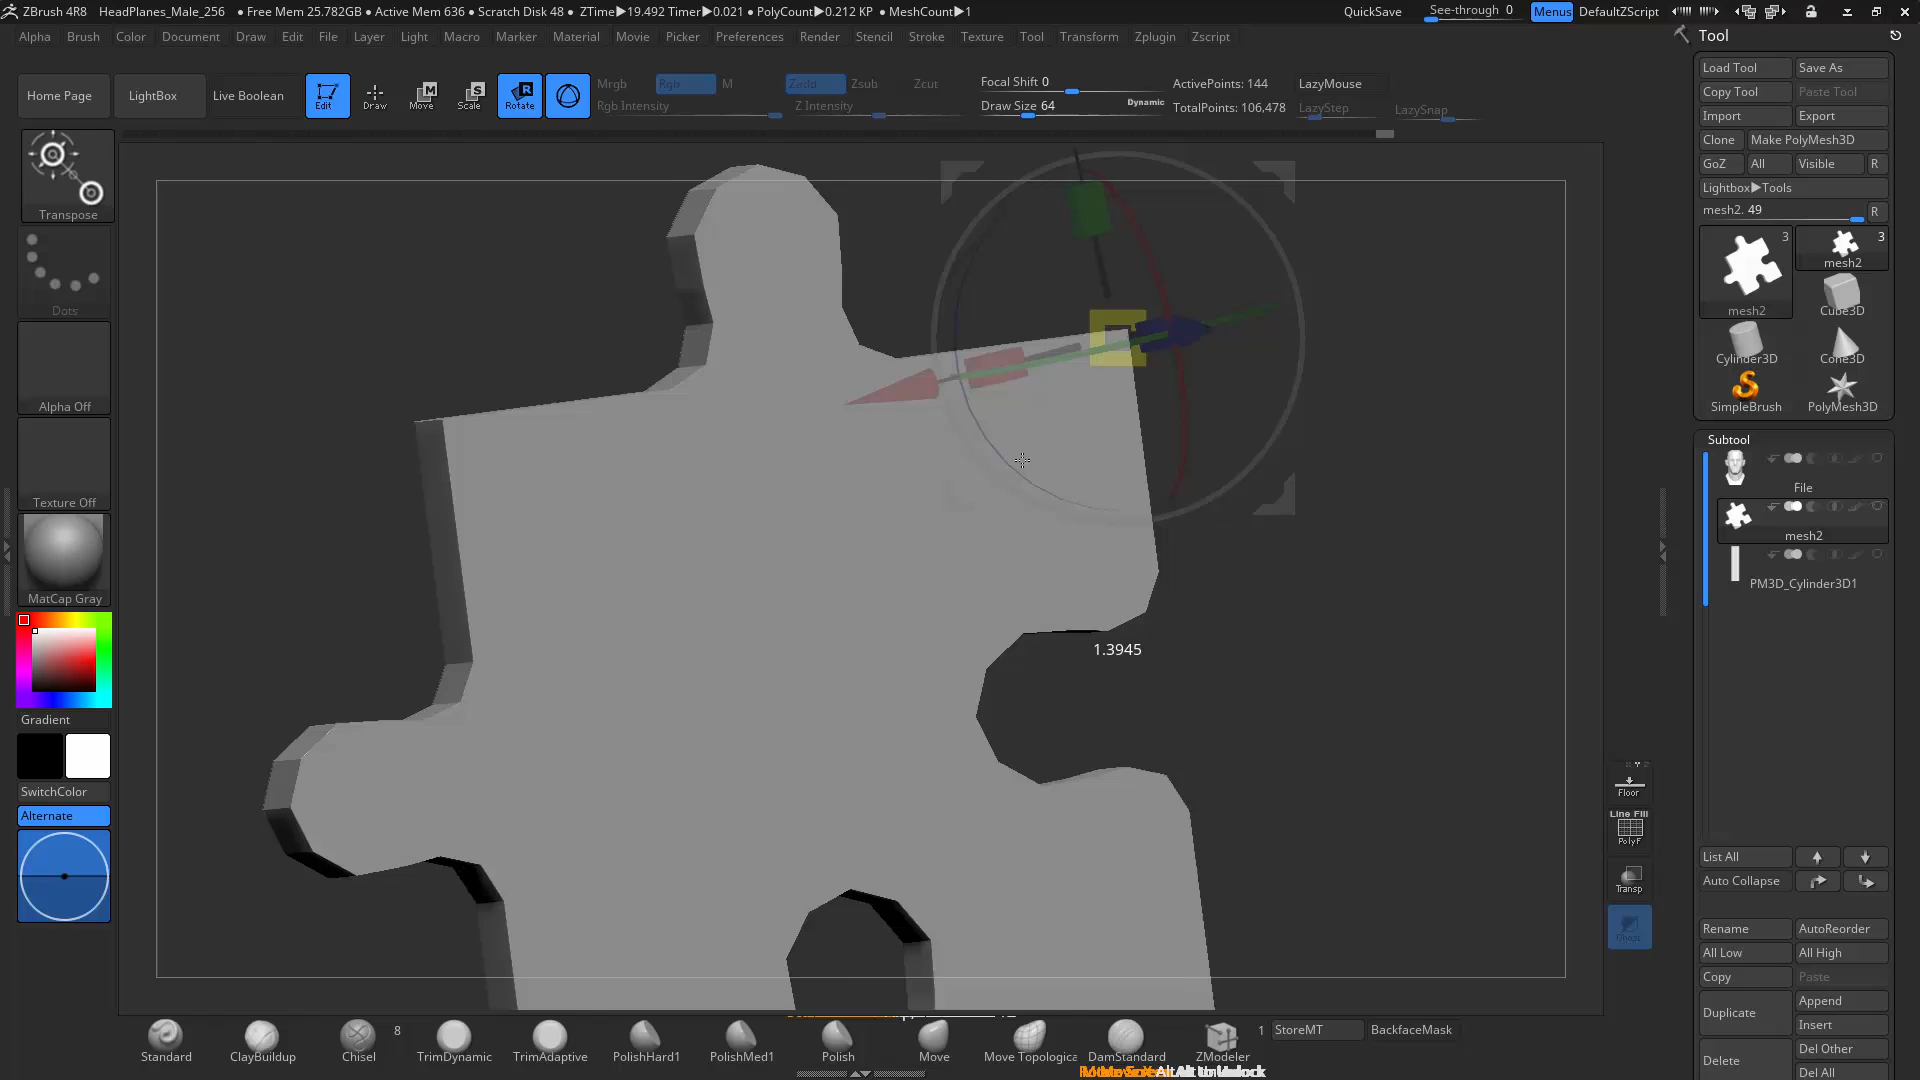 ZBrush 4R8 HeadPlanes_Male_256 • Free Mem 25.782GB • Active Mem 636 • Scratch Disk 48 • ZTime▶19.492 Timer▶0.021 • PolyCount▶0.212 KP • MeshCount▶1 QuickSave See-through 0 Menus DefaultZScript
Alpha Brush Color Document Draw Edit File Layer Light Macro Marker Material Movie Picker Preferences Render Stencil Stroke Texture Tool Transform Zplugin Zscript
Home Page LightBox Live Boolean Edit Draw Move Scale Rotate
Mrgb Rgb M Zadd Zsub Zcut
Rgb Intensity Z Intensity
Focal Shift 0 ActivePoints: 144 LazyMouse
Draw Size 64 Dynamic TotalPoints: 106,478 LazyStep LazySnap
Transpose
Dots
Alpha Off
Texture Off
MatCap Gray
Gradient
SwitchColor
Alternate
1.3945
Floor
Line Fill
PolyF
Transp
Ghost
Tool
Load Tool Save As
Copy Tool Paste Tool
Import Export
Clone Make PolyMesh3D
GoZ All Visible R
Lightbox▶Tools
mesh2. 49 R
3 3
mesh2
mesh2 Cube3D
Cylinder3D Cone3D
SimpleBrush PolyMesh3D
Subtool
File
mesh2
PM3D_Cylinder3D1
List All
Auto Collapse
Rename AutoReorder
All Low All High
Copy Paste
Duplicate Append
Insert
Delete Del Other
Del All
Standard ClayBuildup Chisel 8 TrimDynamic TrimAdaptive PolishHard1 PolishMed1 Polish Move Move Topologica DamStandard ZModeler 1 StoreMT BackfaceMask